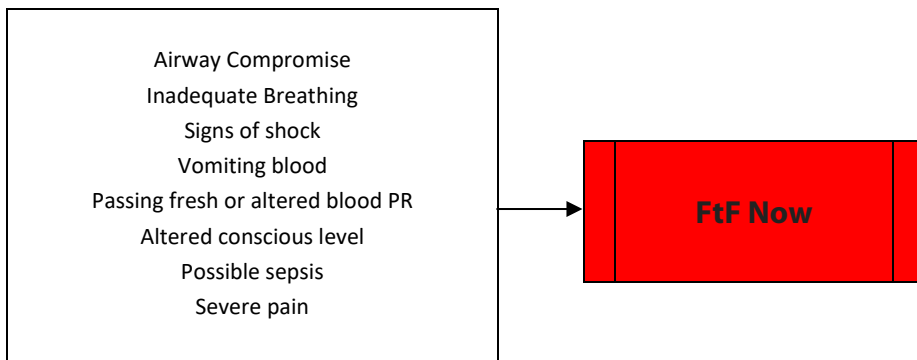 Airway Compromise
Inadequate Breathing
Signs of shock
Vomiting blood
Passing fresh or altered blood PR
Altered conscious level
Possible sepsis
Severe pain
FtF Now